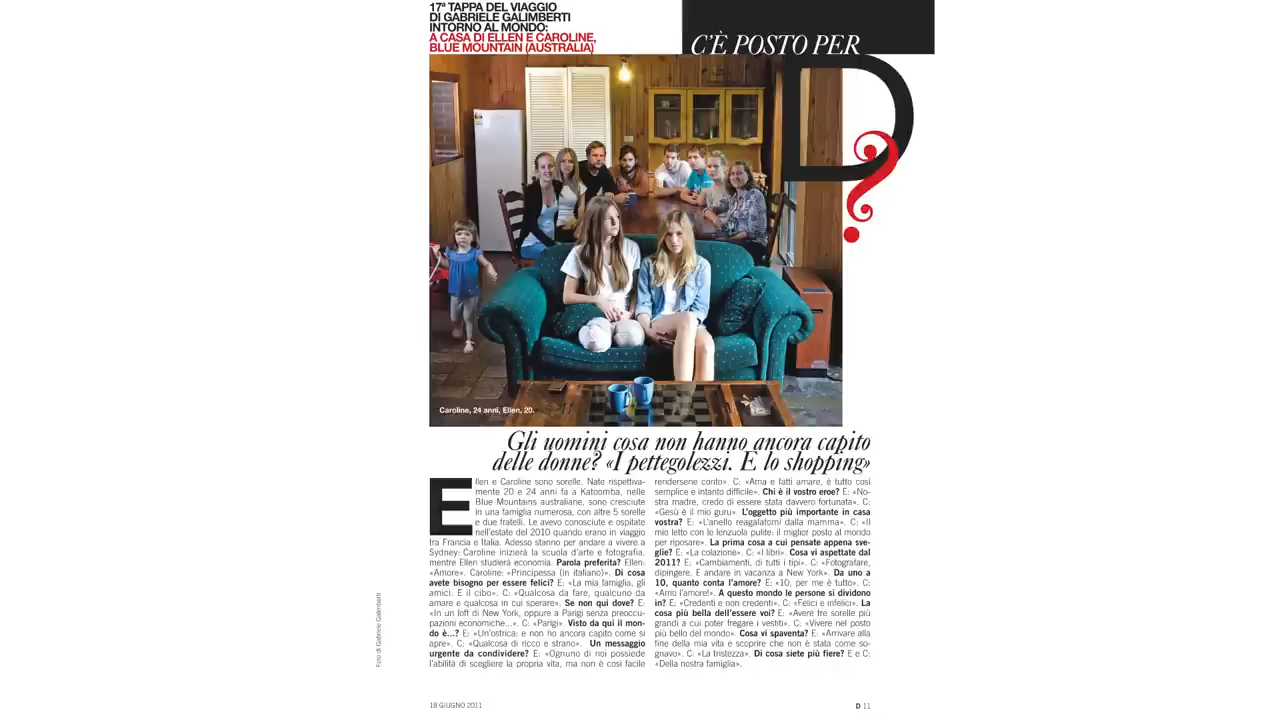 17ª TAPPA DEL VIAGGIO
DI GABRIELE GALIMBERTI
INTORNO AL MONDO:
A CASA DI ELLEN E CAROLINE,
BLUE MOUNTAIN (AUSTRALIA)
C'È POSTO PER
D
?
Caroline, 24 anni, Ellen, 20.
Gli uomini cosa non hanno ancora capito
delle donne? «I pettegolezzi. E lo shopping»
Ellen e Caroline sono sorelle. Nate rispettiva-
mente 20 e 24 anni fa a Katoomba, nelle
Blue Mountains australiane, sono cresciute
in una famiglia numerosa, con altre 5 sorelle
e due fratelli. Le avevo conosciute e ospitate
nell'estate del 2010 quando erano in viaggio
tra Francia e Italia. Adesso stanno per andare a vivere a
Sydney: Caroline inizierà la scuola d'arte e fotografia,
mentre Ellen studierà economia. Parola preferita? Ellen:
«Amore». Caroline: «Principessa (in italiano)». Di cosa
avete bisogno per essere felici? E: «La mia famiglia, gli
amici. E il cibo». C: «Qualcosa da fare, qualcuno da
amare e qualcosa in cui sperare». Se non qui dove? E:
«In un loft di New York, oppure a Parigi senza preoccu-
pazioni economiche...». C: «Parigi». Visto da qui il mon-
do è...? E: «Un'ostrica: e non ho ancora capito come si
apre». C: «Qualcosa di ricco e strano». Un messaggio
urgente da condividere? E: «Ognuno di noi possiede
l'abilità di scegliere la propria vita, ma non è così facile
rendersene conto». C: «Ama e fatti amare, è tutto così
semplice e intanto difficile». Chi è il vostro eroe? E: «No-
stra madre, credo di essere stata davvero fortunata». C:
«Gesù è il mio guru». L'oggetto più importante in casa
vostra? E: «L'anello reagalatomi dalla mamma». C: «Il
mio letto con le lenzuola pulite: il miglior posto al mondo
per riposare». La prima cosa a cui pensate appena sve-
glie? E: «La colazione». C: «I libri». Cosa vi aspettate dal
2011? E: «Cambiamenti, di tutti i tipi». C: «Fotografare,
dipingere. E andare in vacanza a New York». Da uno a
10, quanto conta l'amore? E: «10, per me è tutto». C:
«Amo l'amore!». A questo mondo le persone si dividono
in? E: «Credenti e non credenti». C: «Felici e infelici». La
cosa più bella dell'essere voi? E: «Avere tre sorelle più
grandi a cui poter fregare i vestiti». C: «Vivere nel posto
più bello del mondo». Cosa vi spaventa? E: «Arrivare alla
fine della mia vita e scoprire che non è stata come so-
gnavo». C: «La tristezza». Di cosa siete più fiere? E e C:
«Della nostra famiglia».
Foto di Gabriele Galimberti
18 GIUGNO 2011
D 11